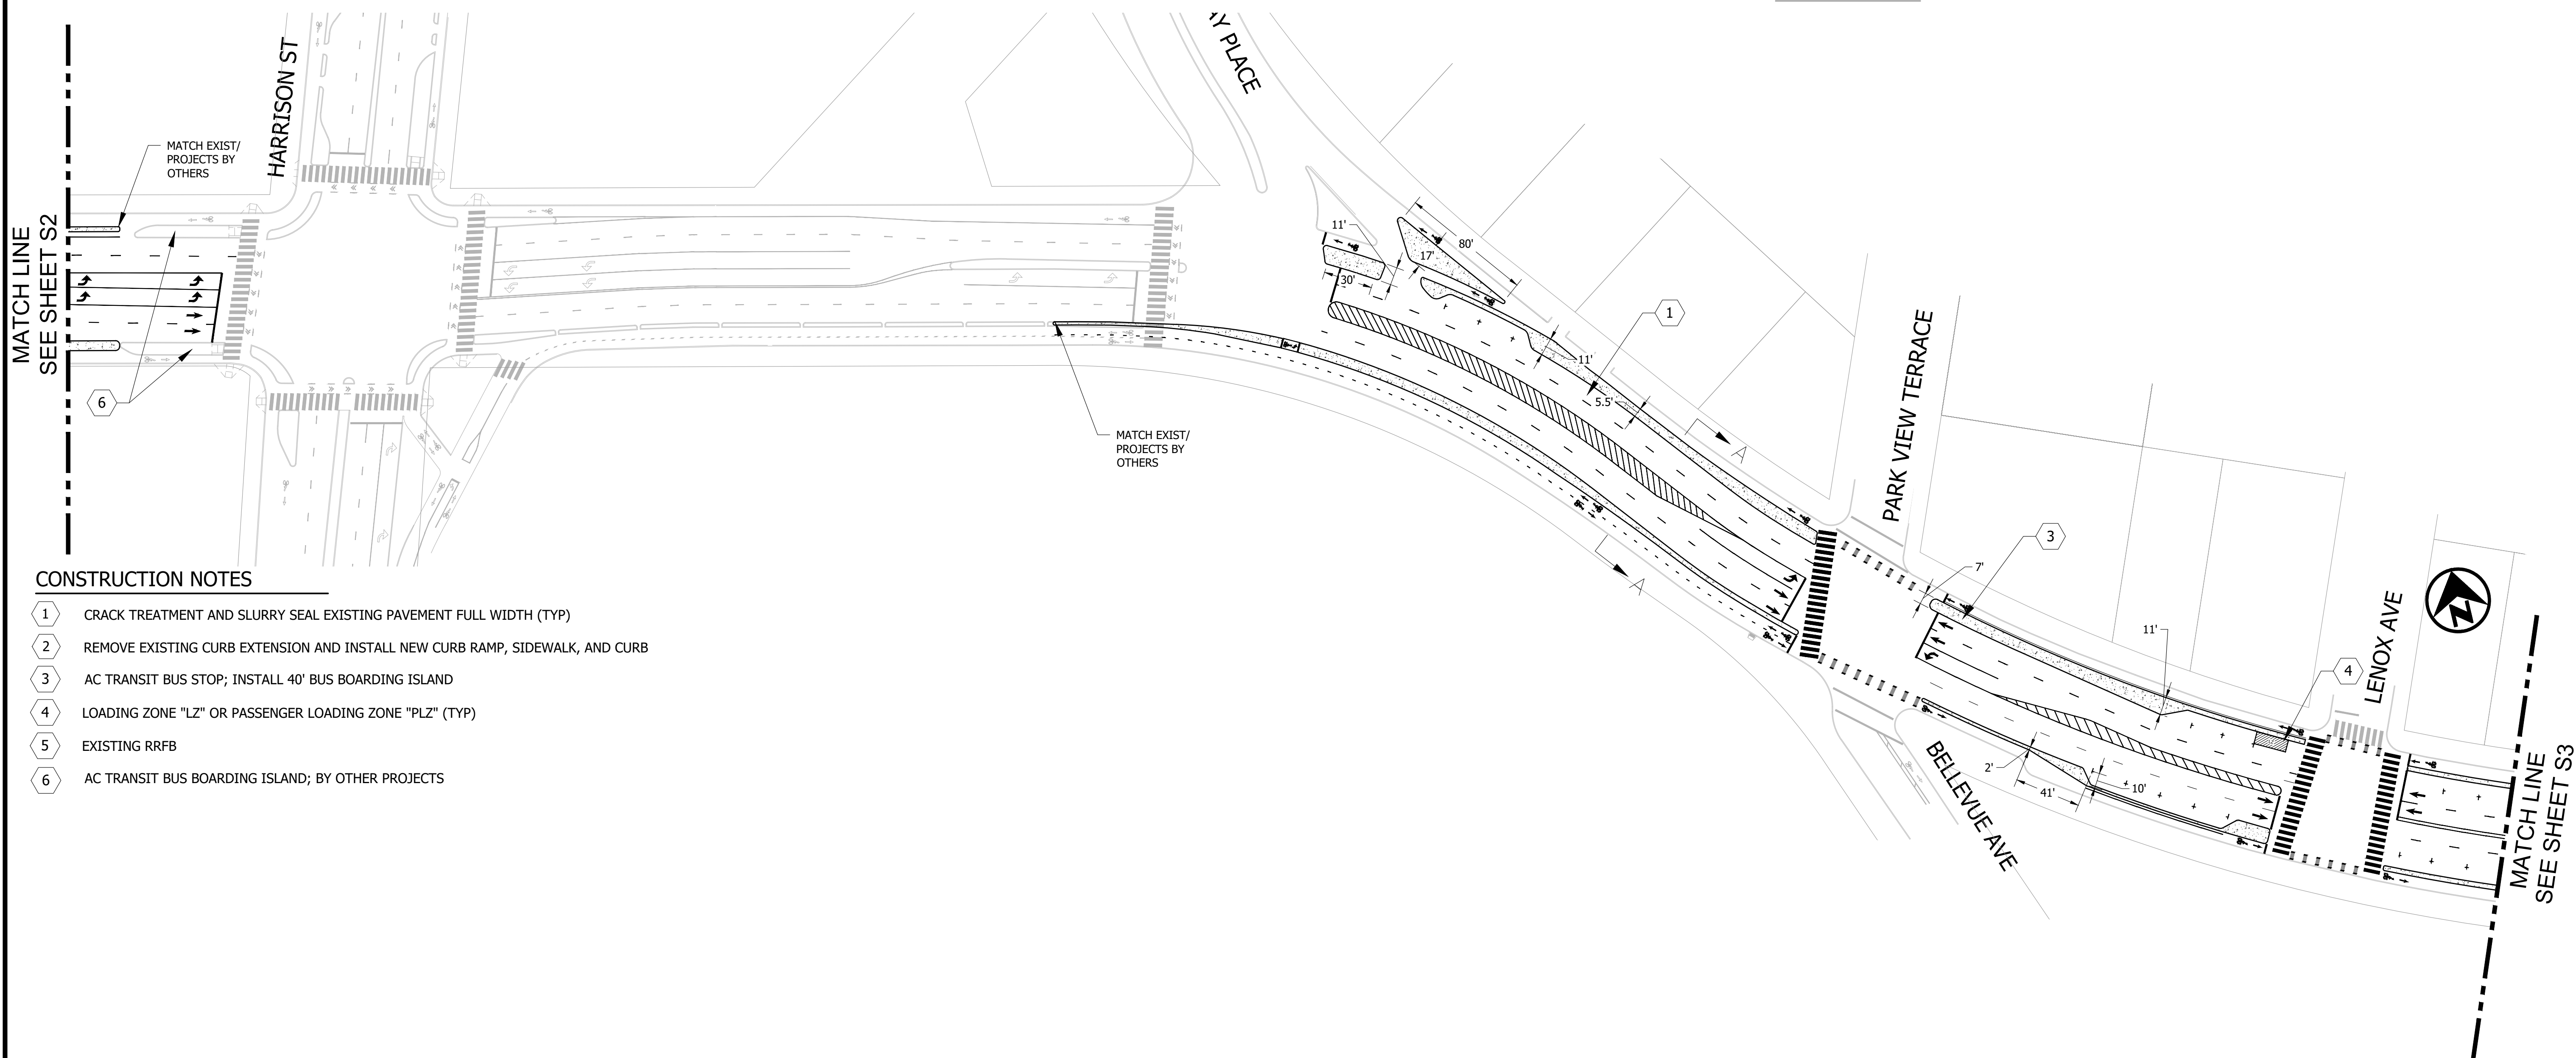 HARRISON ST
AY PLACE
MATCH EXIST/
PROJECTS BY
OTHERS
MATCH LINE
SEE SHEET S2
6
11'
30'
17'
80'
1
11'
5.5'
A
A
MATCH EXIST/
PROJECTS BY
OTHERS
PARK VIEW TERRACE
3
7'
11'
4
LENOX AVE
N
2'
41'
10'
BELLEVUE AVE
MATCH LINE
SEE SHEET S3
CONSTRUCTION NOTES
1 CRACK TREATMENT AND SLURRY SEAL EXISTING PAVEMENT FULL WIDTH (TYP)
2 REMOVE EXISTING CURB EXTENSION AND INSTALL NEW CURB RAMP, SIDEWALK, AND CURB
3 AC TRANSIT BUS STOP; INSTALL 40' BUS BOARDING ISLAND
4 LOADING ZONE "LZ" OR PASSENGER LOADING ZONE "PLZ" (TYP)
5 EXISTING RRFB
6 AC TRANSIT BUS BOARDING ISLAND; BY OTHER PROJECTS